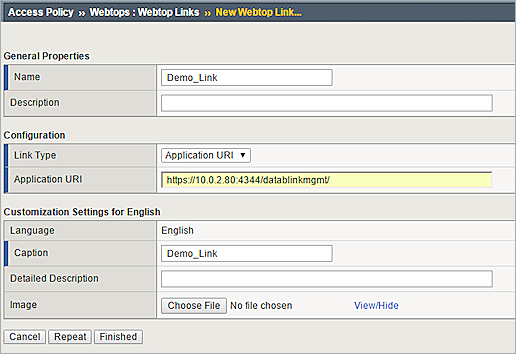 Access Policy ›› Webtops : Webtop Links ›› New Webtop Link...
General Properties
Name Demo_Link
Description
Configuration
Link Type Application URI
Application URI https://10.0.2.80:4344/datablinkmgmt/
Customization Settings for English
Language English
Caption Demo_Link
Detailed Description
Image Choose File No file chosen View/Hide
Cancel Repeat Finished